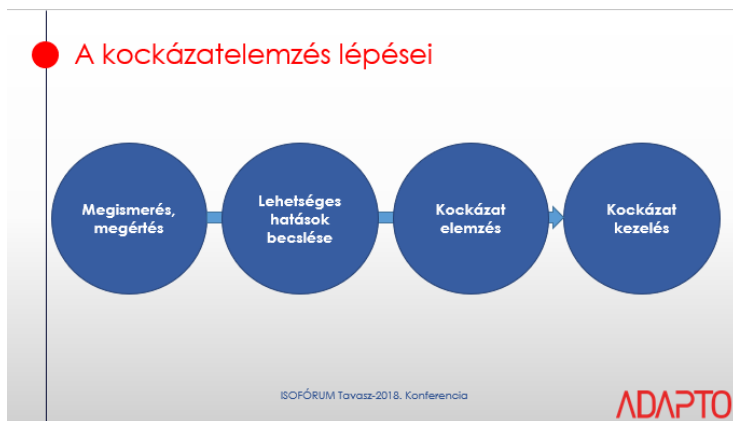 A kockázatelemzés lépései
Megismerés,
megértés
Lehetséges
hatások
becslése
Kockázat
elemzés
Kockázat
kezelés
ISOFÓRUM Tavasz-2018. Konferencia
ADAPTO